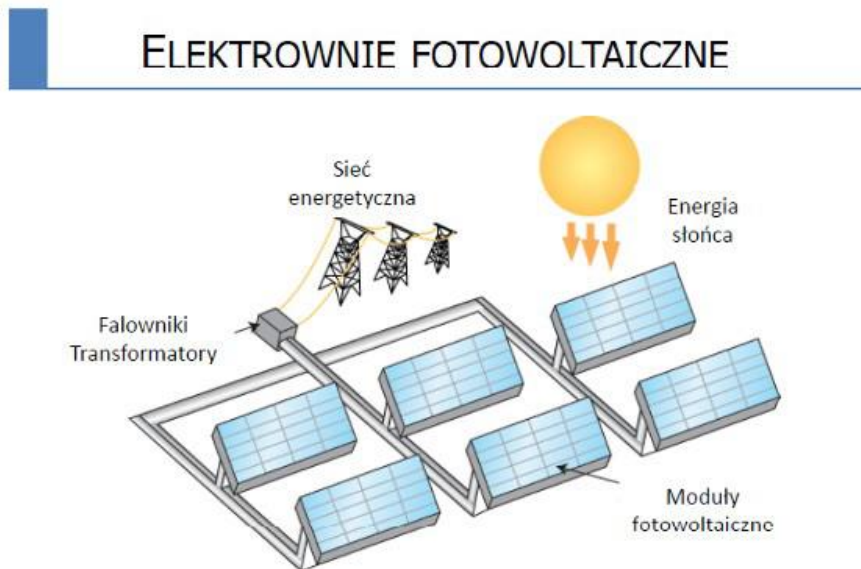 ELEKTROWNIE FOTOWOLTAICZNE
Sieć
energetyczna
Energia
słońca
Falowniki
Transformatory
Moduły
fotowoltaiczne